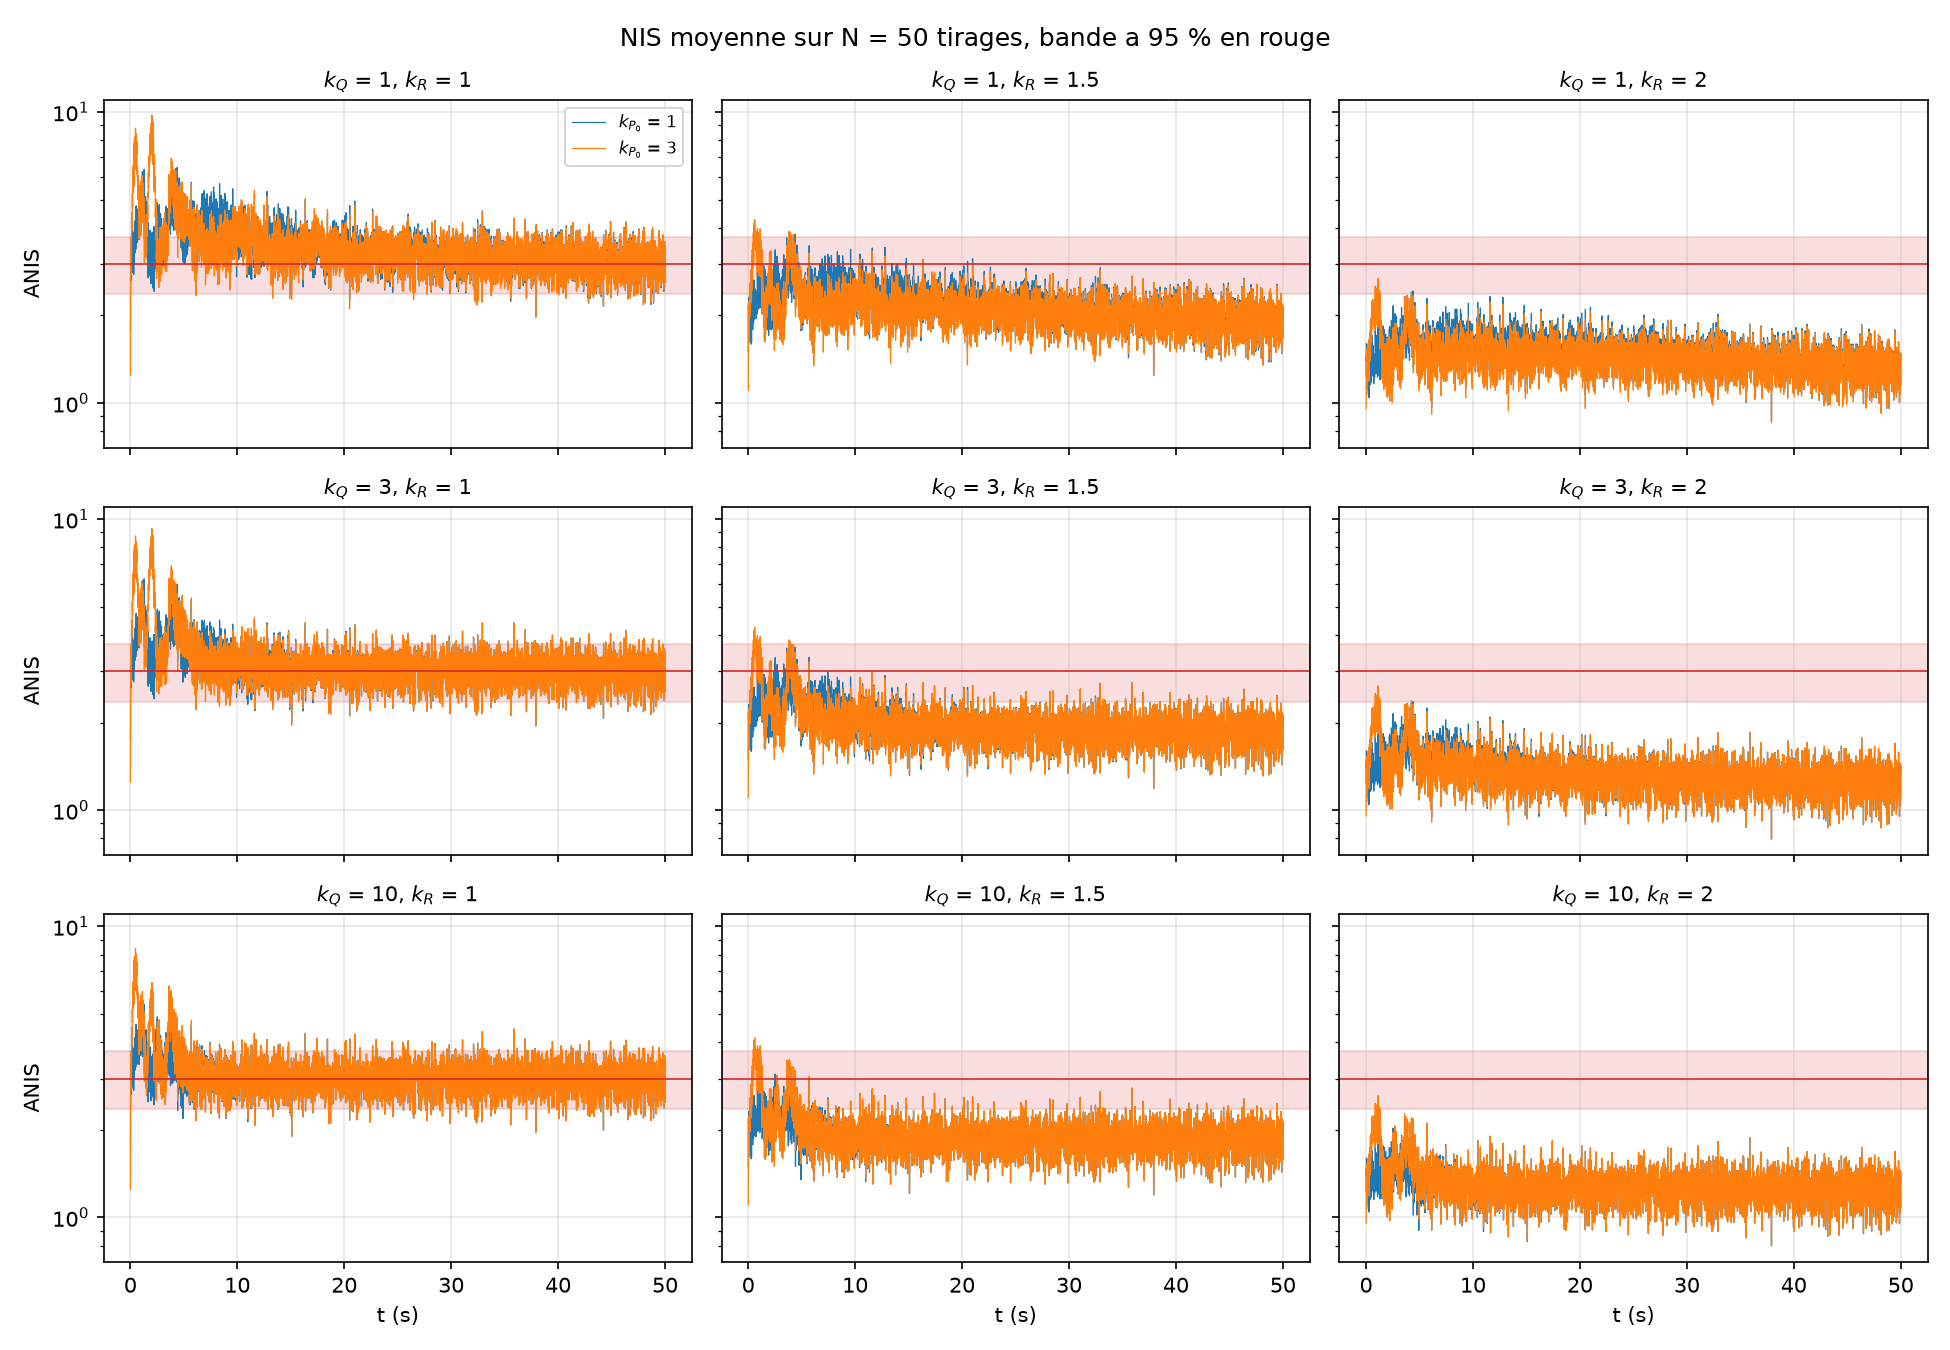 NIS moyenne sur N = 50 tirages, bande a 95 % en rouge
k_Q = 1, k_R = 1
k_Q = 1, k_R = 1.5
k_Q = 1, k_R = 2
10^1
10^0
ANIS
k_{P_0} = 1
k_{P_0} = 3
k_Q = 3, k_R = 1
k_Q = 3, k_R = 1.5
k_Q = 3, k_R = 2
10^1
10^0
ANIS
k_Q = 10, k_R = 1
k_Q = 10, k_R = 1.5
k_Q = 10, k_R = 2
10^1
10^0
ANIS
0 10 20 30 40 50
0 10 20 30 40 50
0 10 20 30 40 50
t (s)
t (s)
t (s)